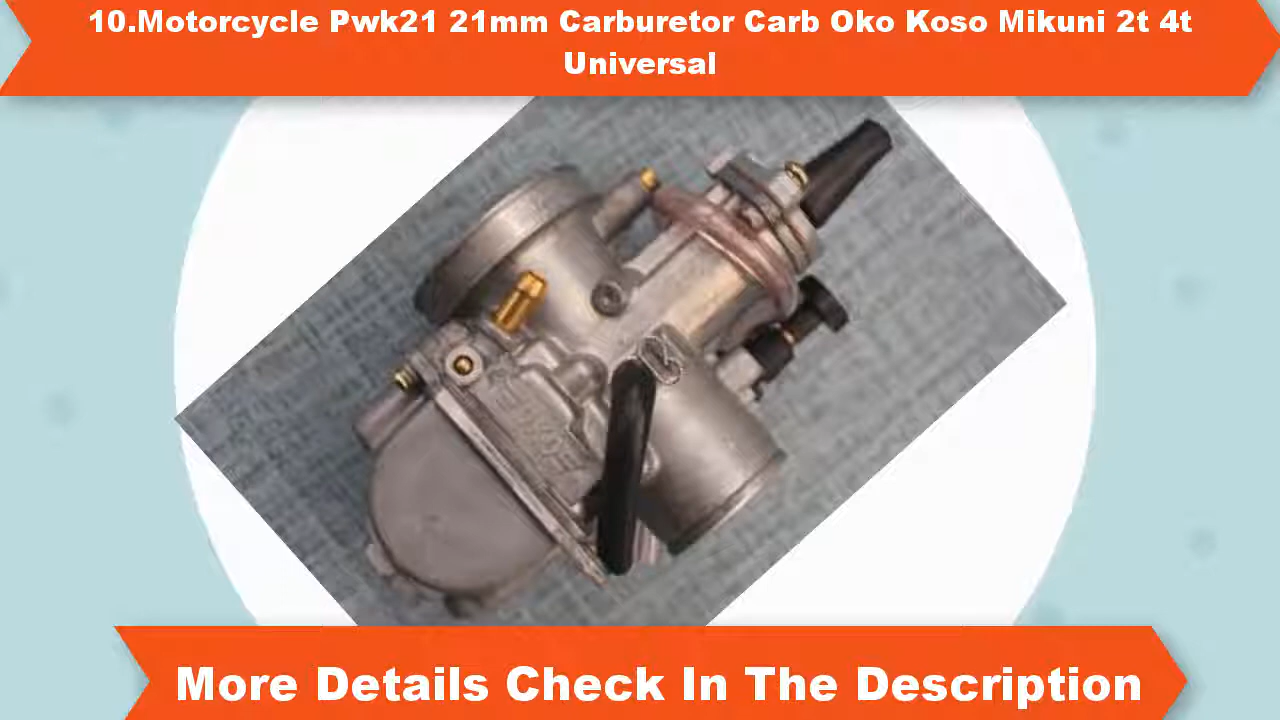 10.Motorcycle Pwk21 21mm Carburetor Carb Oko Koso Mikuni 2t 4t
Universal
More Details Check In The Description